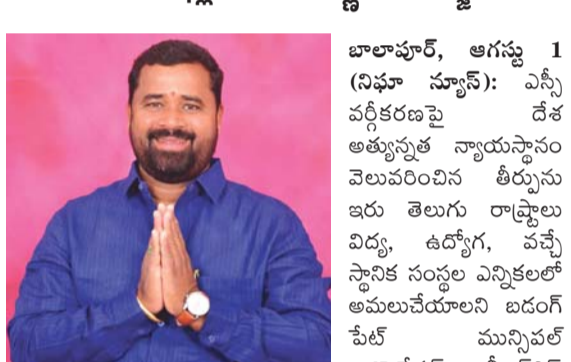 బాలాపూర్, ఆగస్టు 1
(నిఘా న్యూస్): ఎస్సీ
వర్గీకరణపై దేశ
అత్యున్నత న్యాయస్థానం
వెలువరించిన తీర్పును
ఇరు తెలుగు రాష్ట్రాలు
విద్య, ఉద్యోగ, వచ్చే
స్థానిక సంస్థల ఎన్నికలలో
అమలుచేయాలని బడంగ్
పేట్ మున్సిపల్